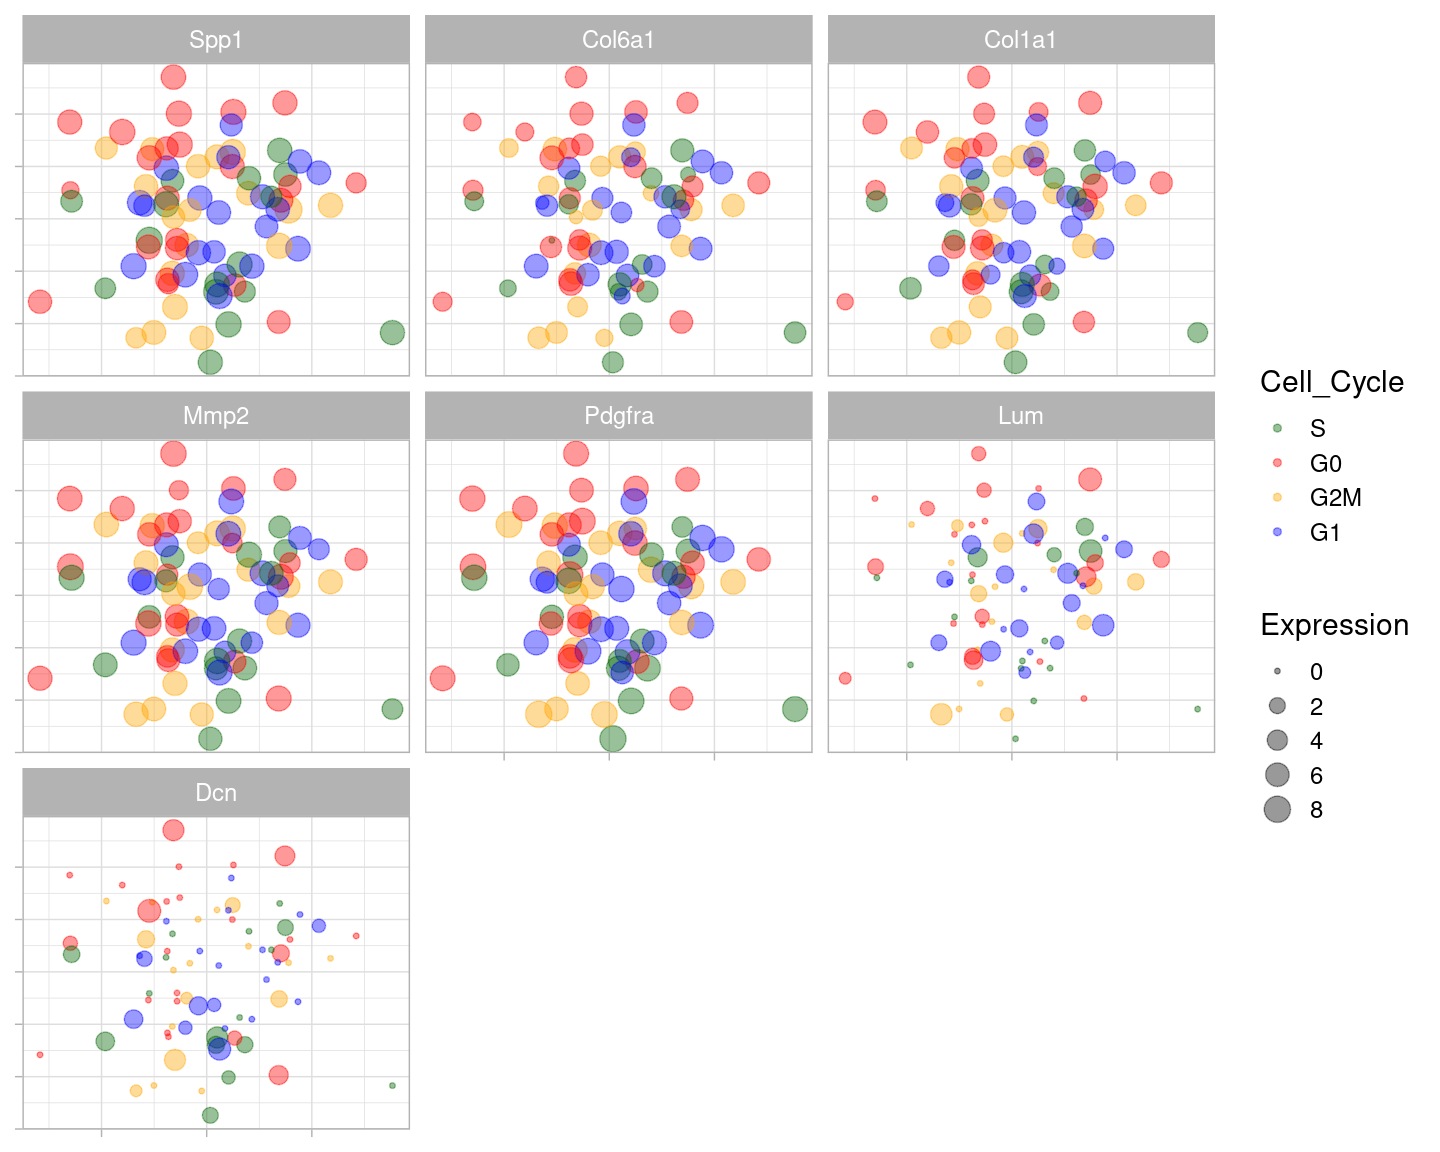 Spp1
Col6a1
Col1a1
Mmp2
Pdgfra
Lum
Dcn
Cell_Cycle
S
G0
G2M
G1
Expression
0
2
4
6
8